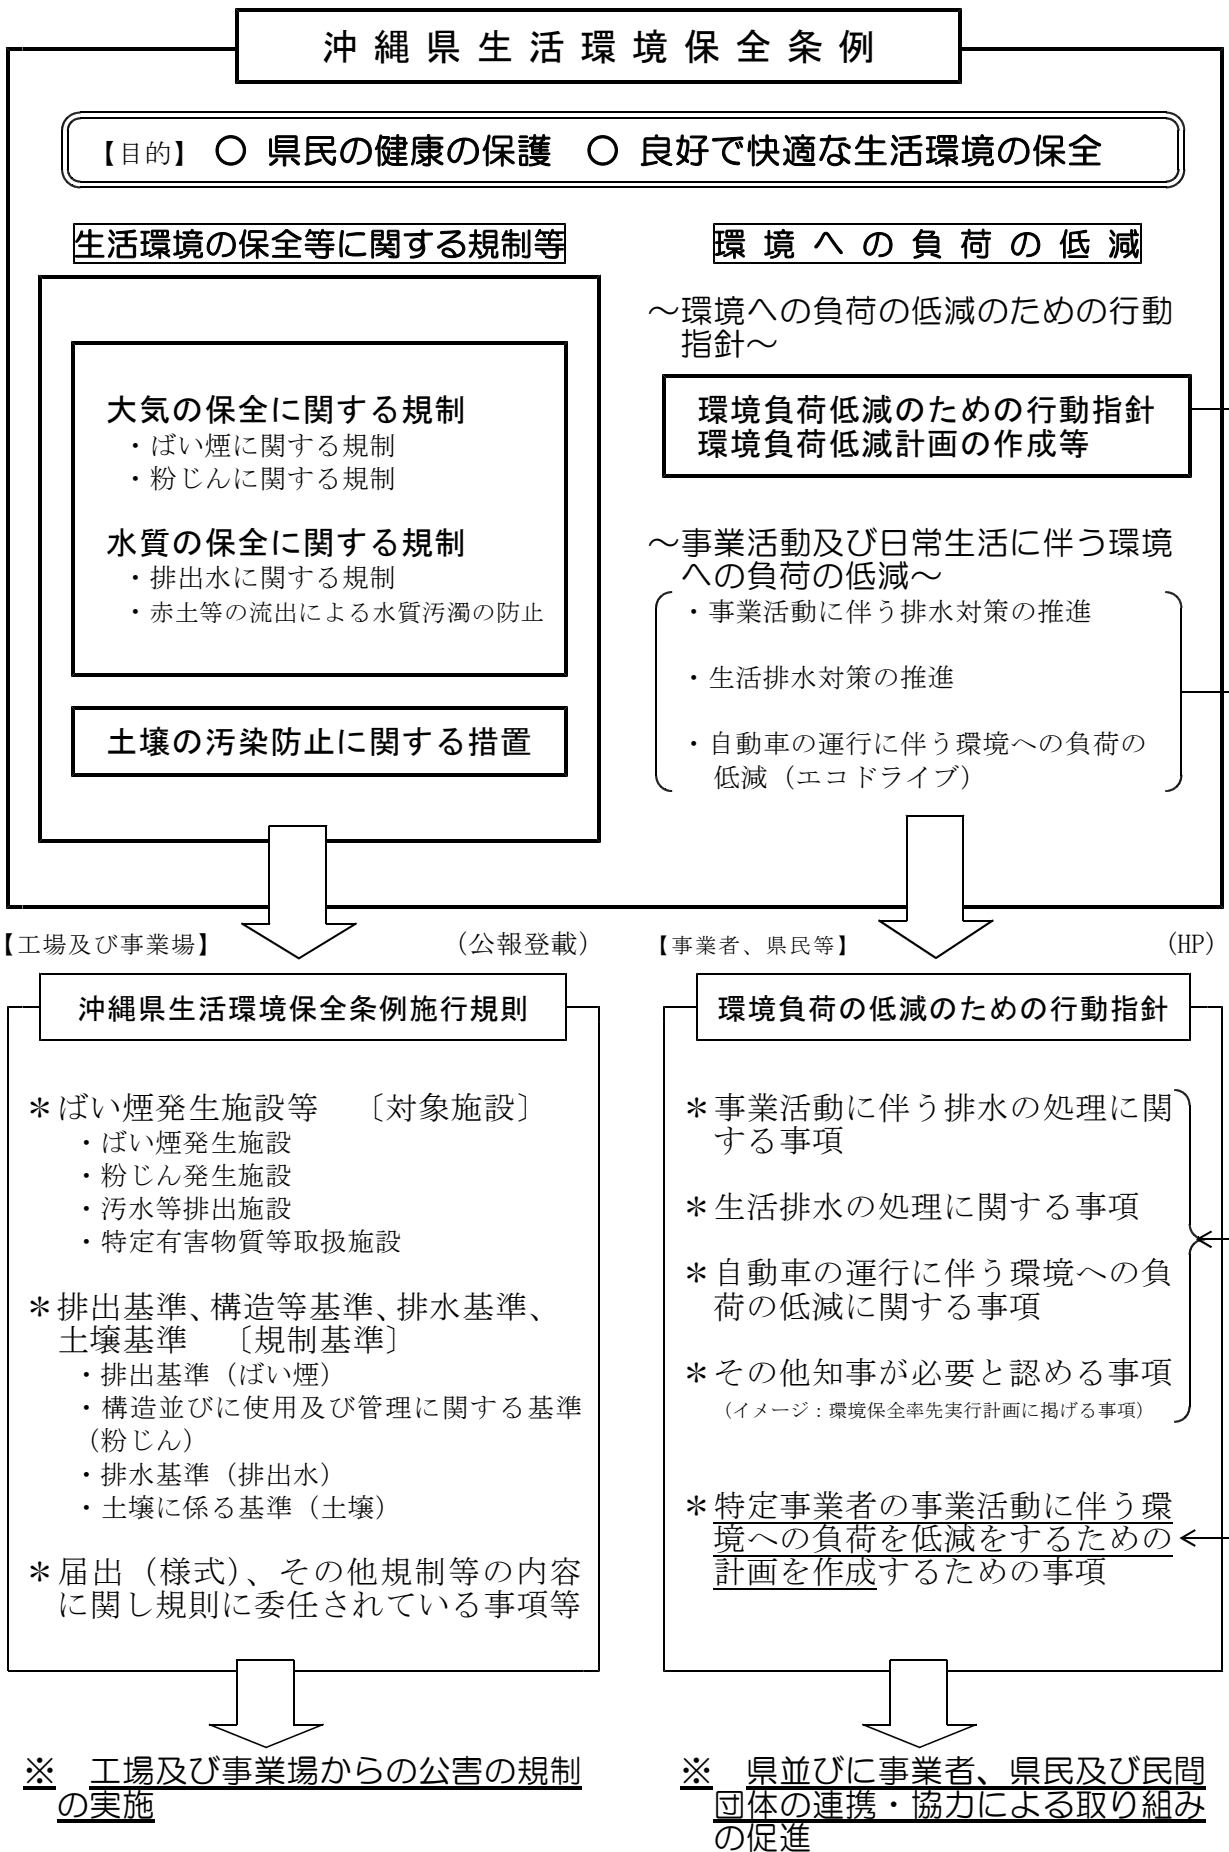 沖縄県生活環境保全条例
【目的】 ○ 県民の健康の保護 ○ 良好で快適な生活環境の保全
生活環境の保全等に関する規制等
大気の保全に関する規制
・ばい煙に関する規制
・粉じんに関する規制
水質の保全に関する規制
・排出水に関する規制
・赤土等の流出による水質汚濁の防止
土壌の汚染防止に関する措置
環境への負荷の低減
～環境への負荷の低減のための行動
指針～
環境負荷低減のための行動指針
環境負荷低減計画の作成等
～事業活動及び日常生活に伴う環境
への負荷の低減～
・事業活動に伴う排水対策の推進
・生活排水対策の推進
・自動車の運行に伴う環境への負荷の
低減（エコドライブ）
【工場及び事業場】 （公報登載）
沖縄県生活環境保全条例施行規則
＊ばい煙発生施設等 〔対象施設〕
・ばい煙発生施設
・粉じん発生施設
・汚水等排出施設
・特定有害物質等取扱施設
＊排出基準、構造等基準、排水基準、
土壌基準 〔規制基準〕
・排出基準（ばい煙）
・構造並びに使用及び管理に関する基準
（粉じん）
・排水基準（排出水）
・土壌に係る基準（土壌）
＊届出（様式）、その他規制等の内容
に関し規則に委任されている事項等
※ 工場及び事業場からの公害の規制
の実施
【事業者、県民等】 (HP)
環境負荷の低減のための行動指針
＊事業活動に伴う排水の処理に関
する事項
＊生活排水の処理に関する事項
＊自動車の運行に伴う環境への負
荷の低減に関する事項
＊その他知事が必要と認める事項
（イメージ：環境保全率先実行計画に掲げる事項）
＊特定事業者の事業活動に伴う環
境への負荷を低減をするための
計画を作成するための事項
※ 県並びに事業者、県民及び民間
団体の連携・協力による取り組み
の促進